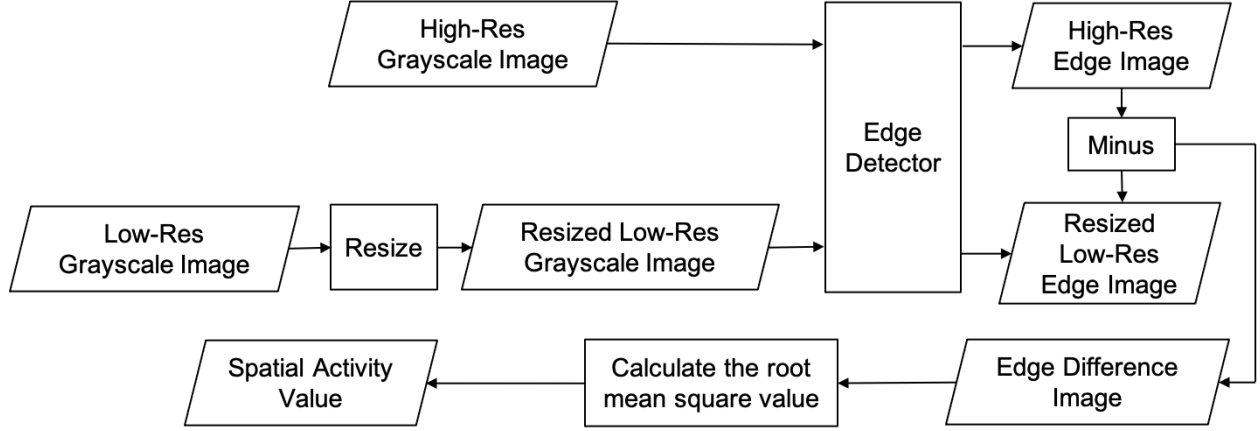 High-Res
Grayscale Image
High-Res
Edge Image
Edge
Detector
Minus
Low-Res
Grayscale Image
Resize
Resized Low-Res
Grayscale Image
Resized
Low-Res
Edge Image
Spatial Activity
Value
Calculate the root
mean square value
Edge Difference
Image